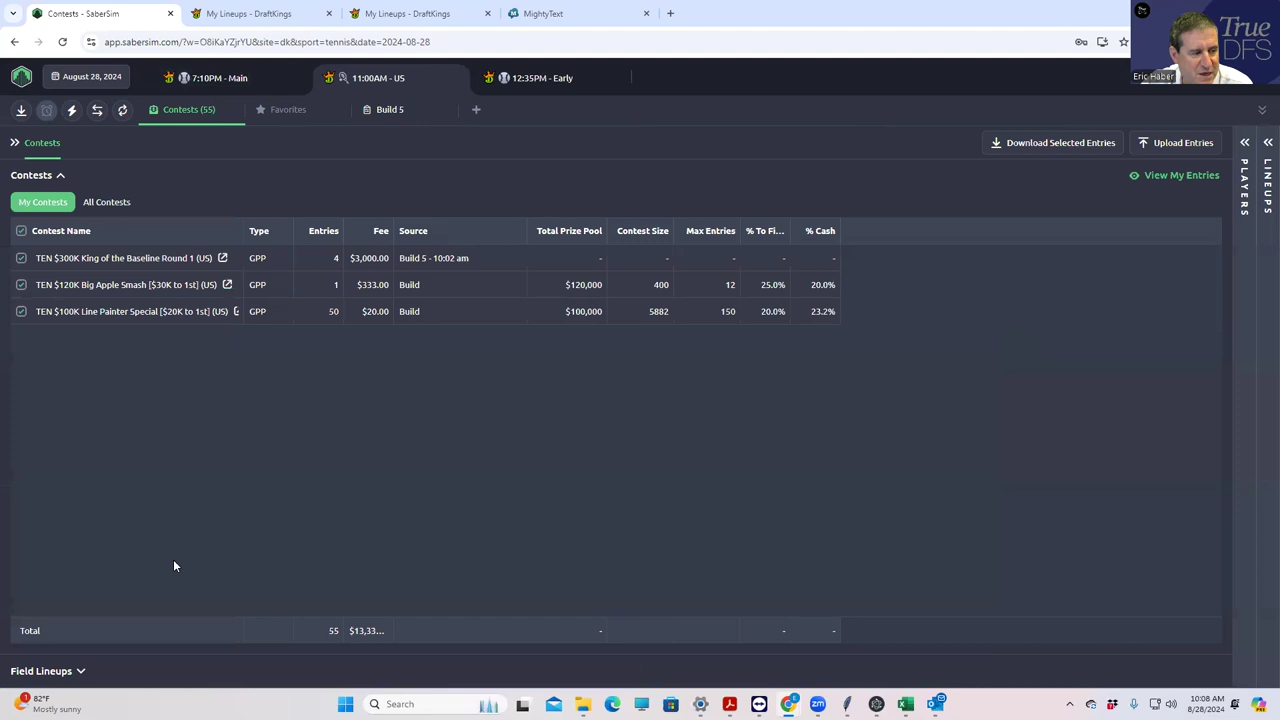 Contests - SaberSim
My Lineups - DraftKings
My Lineups - DraftKings
MightyText
app.sabersim.com/?w=O8iKaYZjrYU&site=dk&sport=tennis&date=2024-08-28
True
DFS
Eric Haber
August 28, 2024
7:10PM - Main
11:00AM - US
12:35PM - Early
Contests (55)
Favorites
Build 5
Contests
Download Selected Entries
Upload Entries
PLAYERS
LINEUPS
Contests
View My Entries
My Contests
All Contests
Contest Name Type Entries Fee Source Total Prize Pool Contest Size Max Entries % To Fi... % Cash
TEN $300K King of the Baseline Round 1 (US) GPP 4 $3,000.00 Build 5 - 10:02 am - - - - -
TEN $120K Big Apple Smash [$30K to 1st] (US) GPP 1 $333.00 Build $120,000 400 12 25.0% 20.0%
TEN $100K Line Painter Special [$20K to 1st] (US) GPP 50 $20.00 Build $100,000 5882 150 20.0% 23.2%
Total 55 $13,33... - - -
Field Lineups
1
82°F
Mostly sunny
Search
10:08 AM
8/28/2024